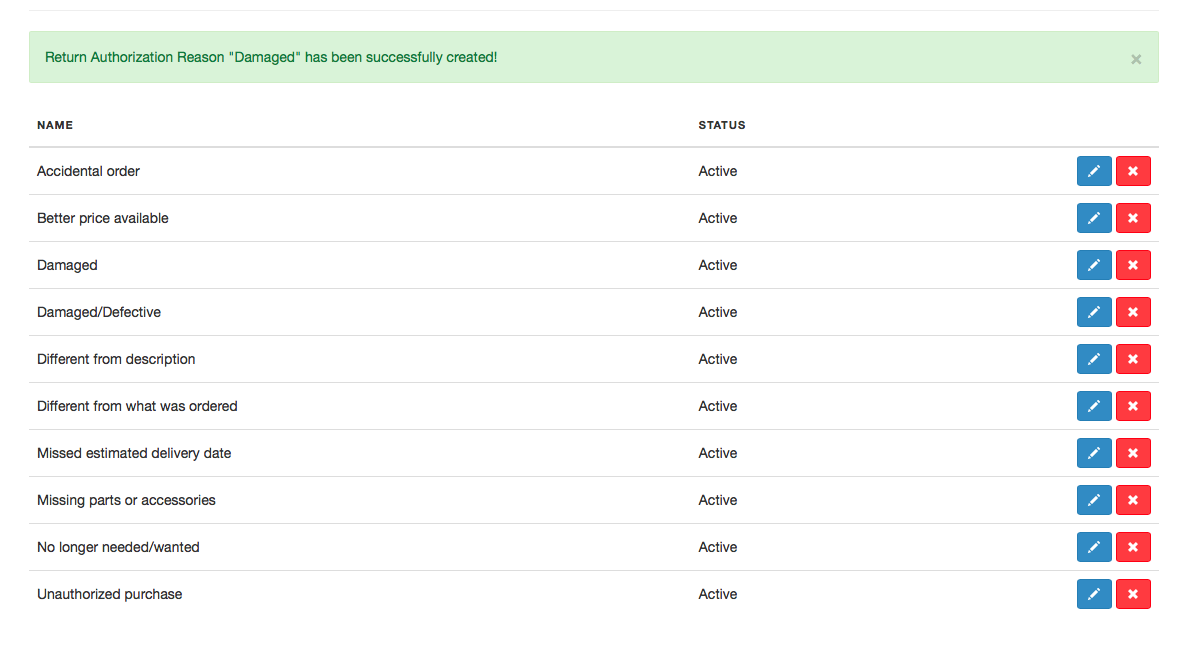 Return Authorization Reason "Damaged" has been successfully created!
NAME STATUS
Accidental order Active
Better price available Active
Damaged Active
Damaged/Defective Active
Different from description Active
Different from what was ordered Active
Missed estimated delivery date Active
Missing parts or accessories Active
No longer needed/wanted Active
Unauthorized purchase Active